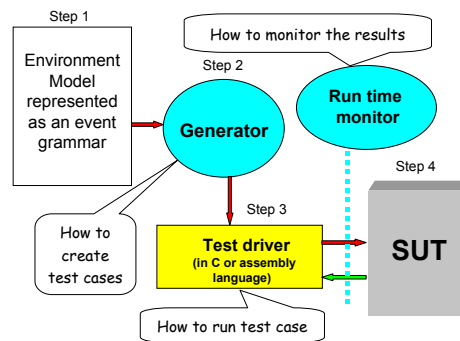 Step 1
Environment
Model
represented
as an event
grammar
Step 2
Generator
How to monitor the results
Run time
monitor
Step 4
SUT
How to
create
test cases
Step 3
Test driver
(in C or assembly
language)
How to run test case